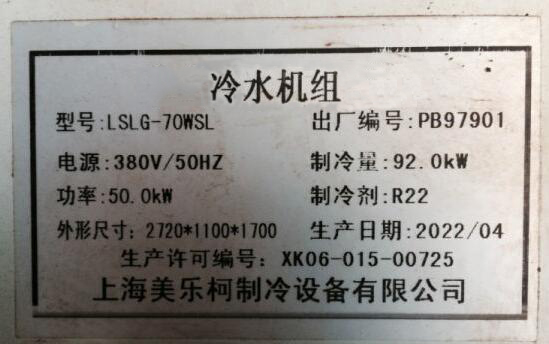 冷水机组
型号:LSLG-70WSL 出厂编号:PB97901
电源:380V/50HZ 制冷量:92.0kW
功率:50.0kW 制冷剂:R22
外形尺寸:2720*1100*1700 生产日期:2022/04
生产许可编号: XK06-015-00725
上海美乐柯制冷设备有限公司